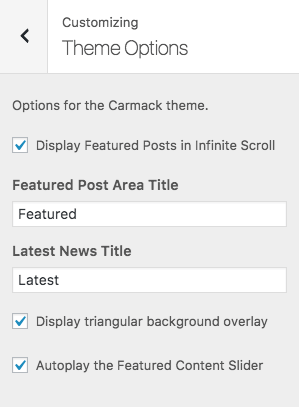 Customizing
Theme Options
Options for the Carmack theme.
Display Featured Posts in Infinite Scroll
Featured Post Area Title
Featured
Latest News Title
Latest
Display triangular background overlay
Autoplay the Featured Content Slider